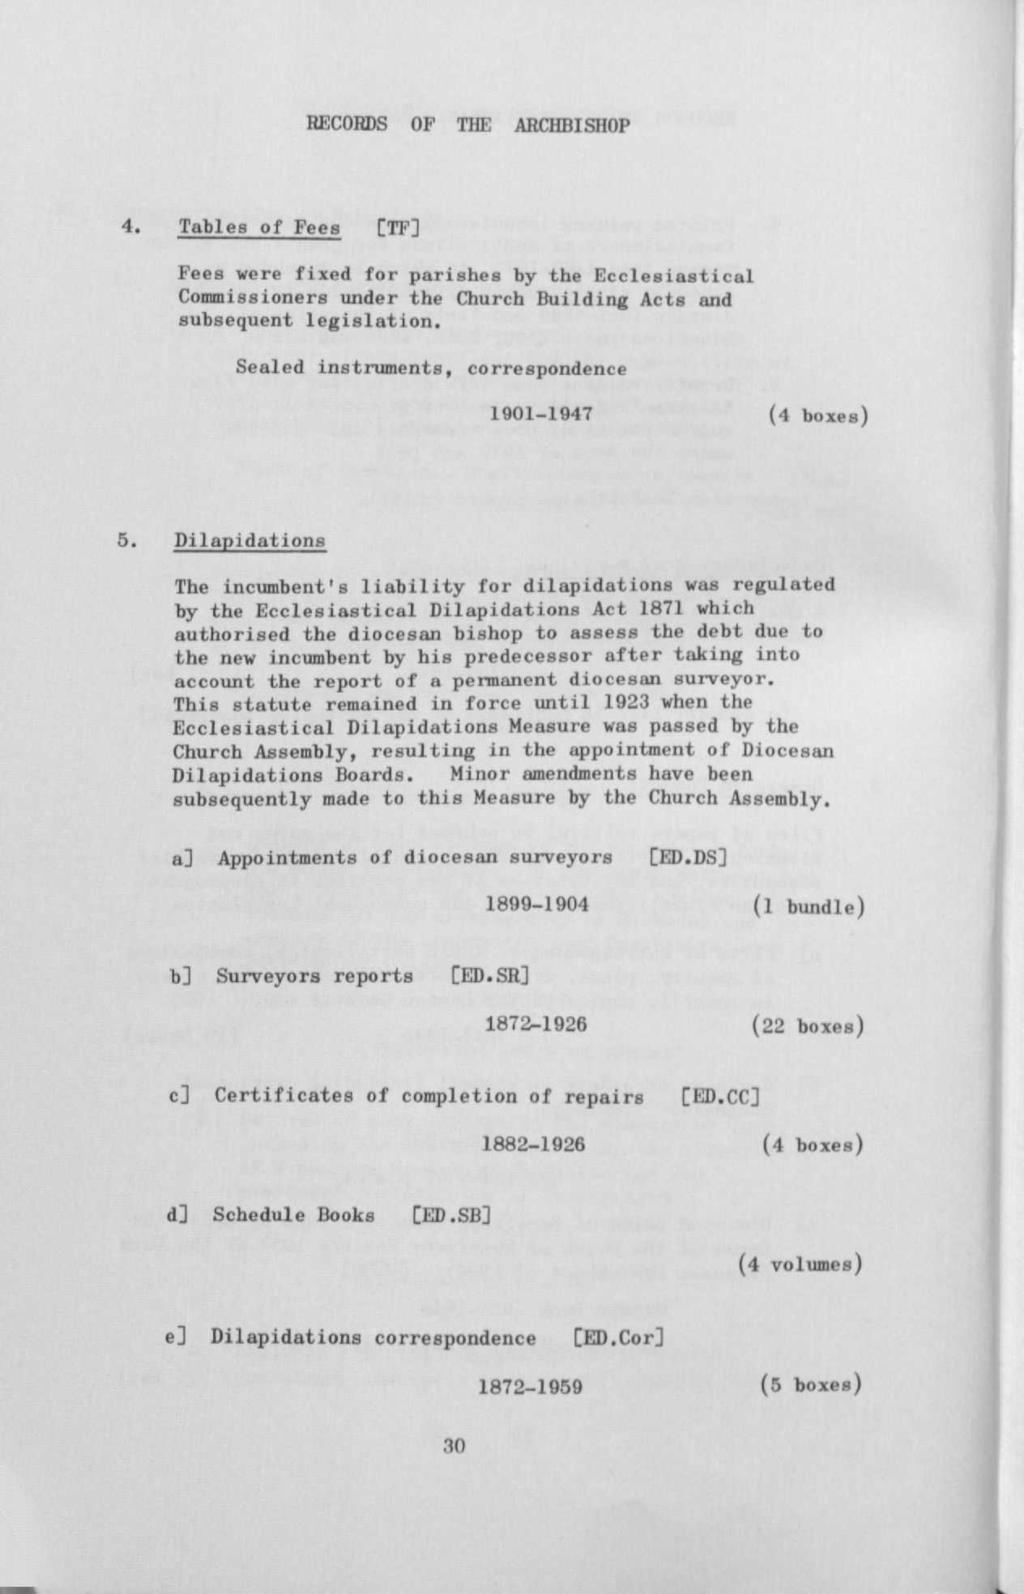 RECORDS OF THE ARCHBISHOP
4. Tables of Fees [TF]
Fees were fixed for parishes by the Ecclesiastical
Commissioners under the Church Building Acts and
subsequent legislation.
Sealed instruments, correspondence
1901-1947 (4 boxes)
5. Dilapidations
The incumbent's liability for dilapidations was regulated
by the Ecclesiastical Dilapidations Act 1871 which
authorised the diocesan bishop to assess the debt due to
the new incumbent by his predecessor after taking into
account the report of a permanent diocesan surveyor.
This statute remained in force until 1923 when the
Ecclesiastical Dilapidations Measure was passed by the
Church Assembly, resulting in the appointment of Diocesan
Dilapidations Boards. Minor amendments have been
subsequently made to this Measure by the Church Assembly.
a] Appointments of diocesan surveyors [ED.DS]
1899-1904 (1 bundle)
b] Surveyors reports [ED.SR]
1872-1926 (22 boxes)
c] Certificates of completion of repairs [ED.CC]
1882-1926 (4 boxes)
d] Schedule Books [ED.SB]
(4 volumes)
e] Dilapidations correspondence [ED.Cor]
1872-1959 (5 boxes)
30